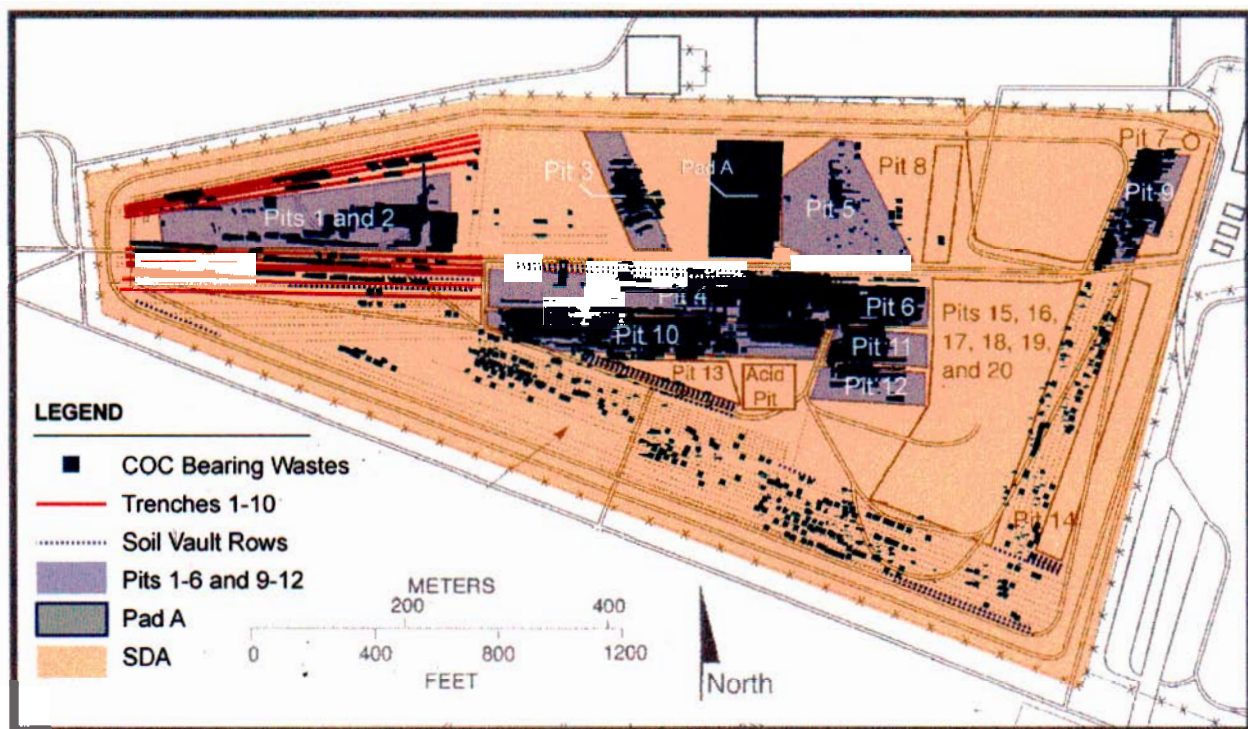 Pit 7
Pit 3
Pad A
Pit 8
Pit 9
Pits 1 and 2
Pit 5
4
Pit 6
Pit 10
Pits 15, 16,
17, 18, 19,
and 20
Pit 11
Pit 13
Acid
Pit
Pit 12
Pit 14
LEGEND
COC Bearing Wastes
Trenches 1-10
Soil Vault Rows
Pits 1-6 and 9-12
Pad A
SDA
METERS
200 400
0 400 800 1200
FEET
North